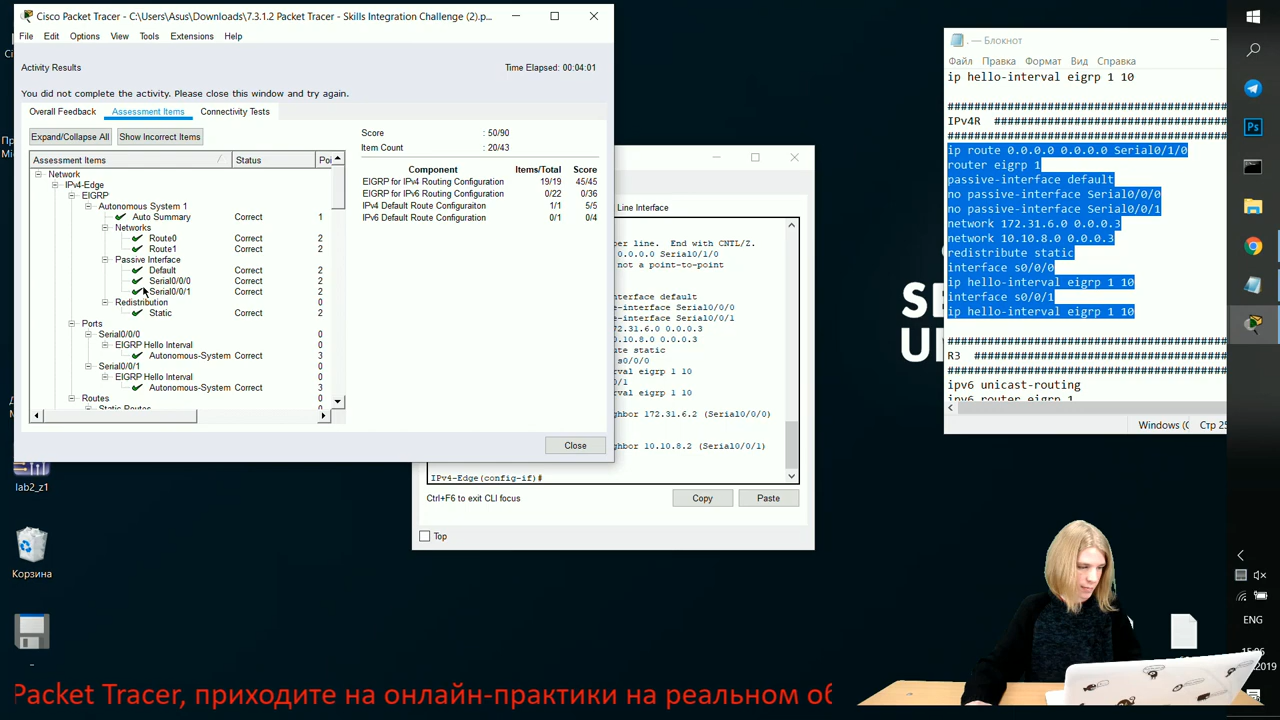 Cisco Packet Tracer - C:\Users\Asus\Downloads\7.3.1.2 Packet Tracer - Skills Integration Challenge (2).p...
File Edit Options View Tools Extensions Help
Activity Results
Time Elapsed: 00:04:01
You did not complete the activity. Please close this window and try again.
Overall Feedback Assessment Items Connectivity Tests
Expand/Collapse All Show Incorrect Items
Score : 50/90
Item Count : 20/43
Component Items/Total Score
EIGRP for IPv4 Routing Configuration 19/19 45/45
EIGRP for IPv6 Routing Configuration 0/22 0/36
IPv4 Default Route Configuraiton 1/1 5/5
IPv6 Default Route Configuration 0/1 0/4
Assessment Items Status Poi
Network
IPv4-Edge
EIGRP
Autonomous System 1
Auto Summary Correct 1
Networks
Route0 Correct 2
Route1 Correct 2
Passive Interface
Default Correct 2
Serial0/0/0 Correct 2
Serial0/0/1 Correct 2
Redistribution 0
Static Correct 2
Ports 0
Serial0/0/0 0
EIGRP Hello Interval 0
Autonomous-System Correct 3
Serial0/0/1 0
EIGRP Hello Interval 0
Autonomous-System Correct 3
Routes 0
Static Routes
Close
Line Interface
per line. End with CNTL/Z.
0.0.0.0 Serial0/1/0
not a point-to-point
nterface default
e-interface Serial0/0/0
e-interface Serial0/0/1
72.31.6.0 0.0.0.3
0.10.8.0 0.0.0.3
te static
s0/0/0
rval eigrp 1 10
0/1
rval eigrp 1 10
ghbor 172.31.6.2 (Serial0/0/0)
ghbor 10.10.8.2 (Serial0/0/1)
IPv4-Edge(config-if)#
Ctrl+F6 to exit CLI focus
Copy Paste
Top
. — Блокнот
Файл Правка Формат Вид Справка
ip hello-interval eigrp 1 10
################################
IPv4R ############################
################################
ip route 0.0.0.0 0.0.0.0 Serial0/1/0
router eigrp 1
passive-interface default
no passive-interface Serial0/0/0
no passive-interface Serial0/0/1
network 172.31.6.0 0.0.0.3
network 10.10.8.0 0.0.0.3
redistribute static
interface s0/0/0
ip hello-interval eigrp 1 10
interface s0/0/1
ip hello-interval eigrp 1 10
################################
R3 ############################
################################
ipv6 unicast-routing
ipv6 router eigrp 1
Windows (C Стр 25
lab2_z1
Корзина
Ps
ENG
Packet Tracer, приходите на онлайн-практики на реальном об